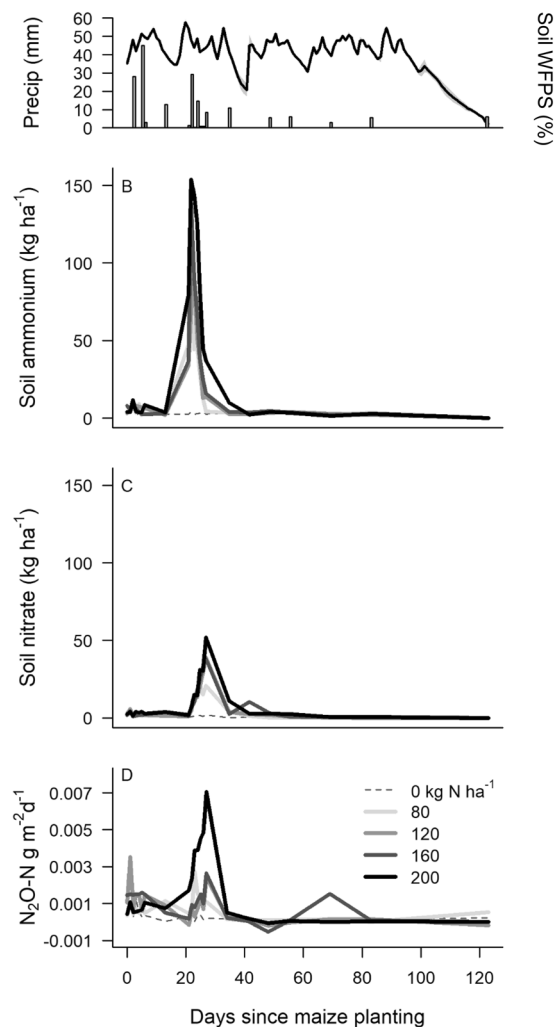 60
50
40
30
20
10
0
Precip (mm)
Soil WFPS (%)
B
150
100
50
0
Soil ammonium (kg ha⁻¹)
C
150
100
50
0
Soil nitrate (kg ha⁻¹)
D
0.007
0.005
0.003
0.001
-0.001
N₂O-N g m⁻²d⁻¹
0 kg N ha⁻¹
80
120
160
200
0 20 40 60 80 100 120
Days since maize planting